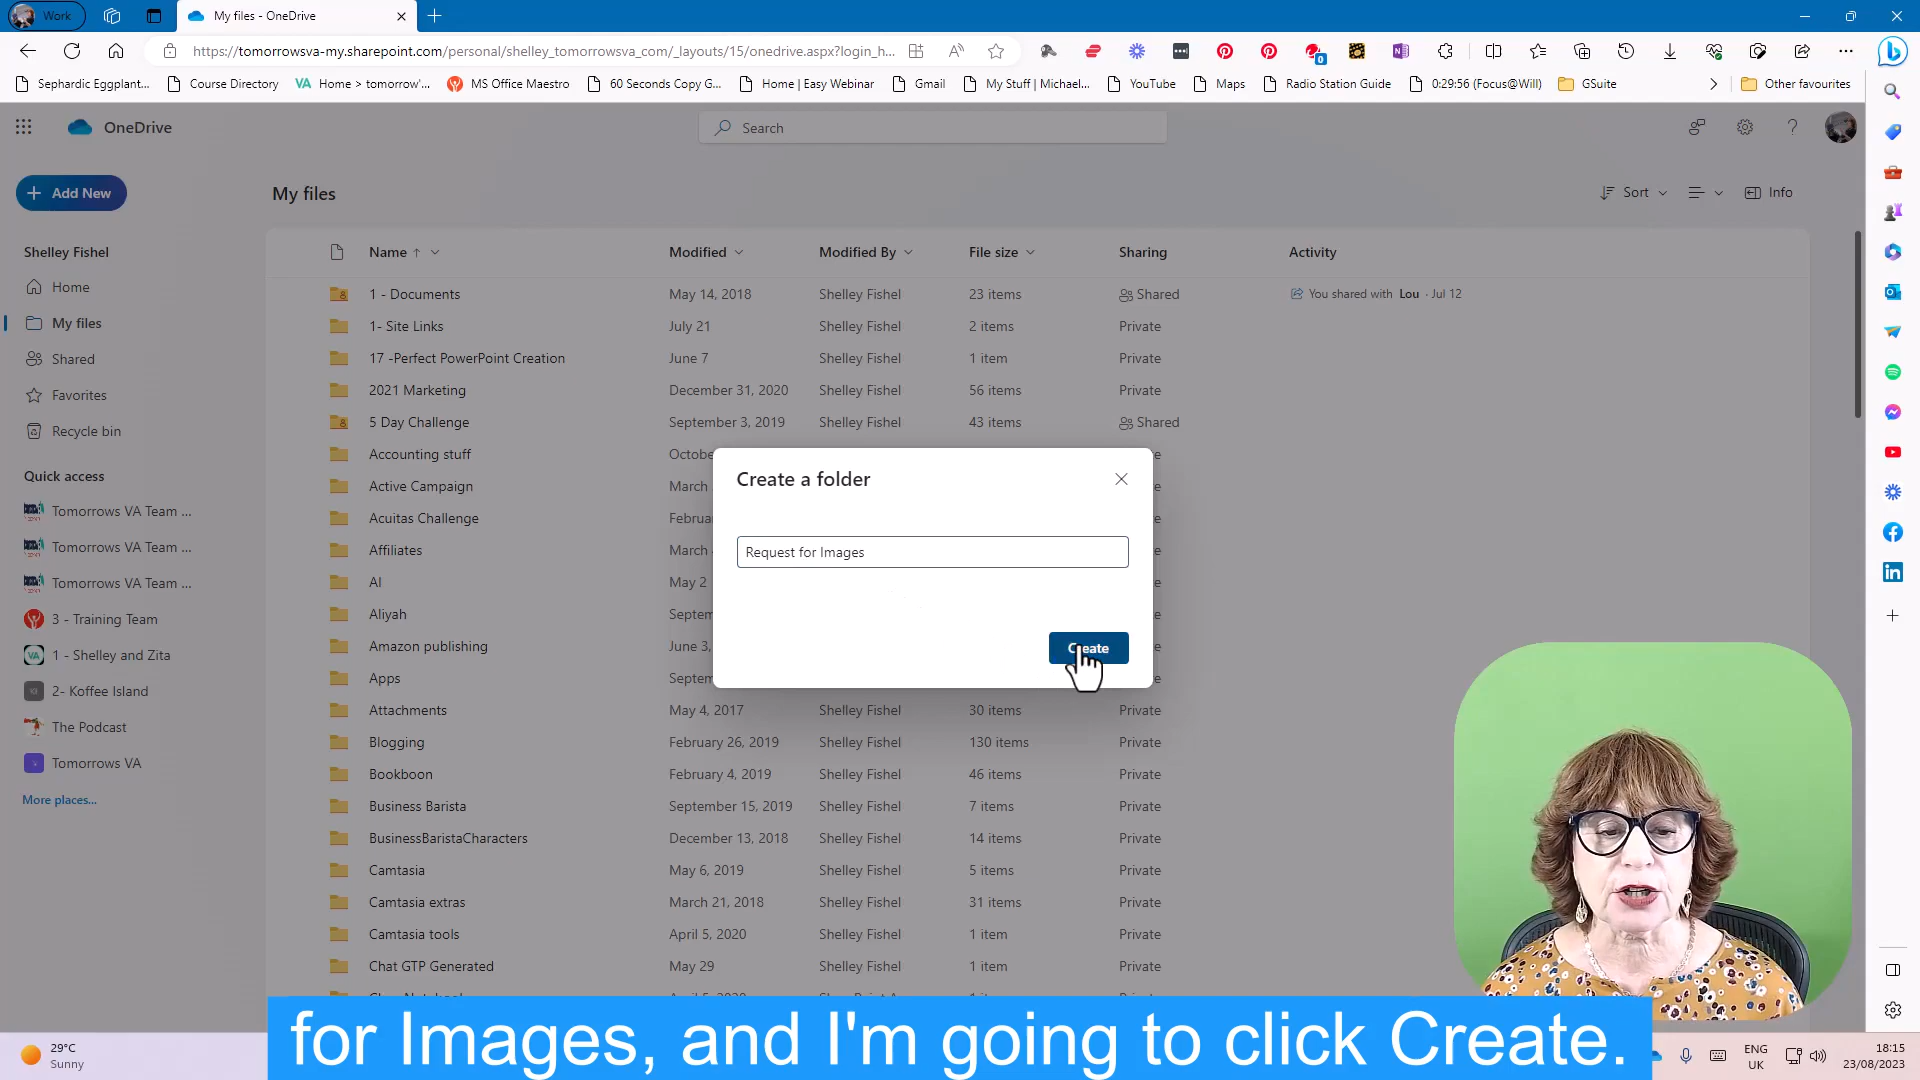 Work
My files - OneDrive
https://tomorrowsva-my.sharepoint.com/personal/shelley_tomorrowsva_com/_layouts/15/onedrive.aspx?login_h...
Sephardic Eggplant... Course Directory Home > tomorrow'... MS Office Maestro 60 Seconds Copy G... Home | Easy Webinar Gmail My Stuff | Michael... YouTube Maps Radio Station Guide 0:29:56 (Focus@Will) GSuite Other favourites
OneDrive
Search
Add New
My files
Sort
Info
Shelley Fishel
Home
My files
Shared
Favorites
Recycle bin
Quick access
Tomorrows VA Team ...
Tomorrows VA Team ...
Tomorrows VA Team ...
3 - Training Team
1 - Shelley and Zita
2- Koffee Island
The Podcast
Tomorrows VA
More places...
Name Modified Modified By File size Sharing Activity
1 - Documents May 14, 2018 Shelley Fishel 23 items Shared You shared with Lou · Jul 12
1- Site Links July 21 Shelley Fishel 2 items Private
17 -Perfect PowerPoint Creation June 7 Shelley Fishel 1 item Private
2021 Marketing December 31, 2020 Shelley Fishel 56 items Private
5 Day Challenge September 3, 2019 Shelley Fishel 43 items Shared
Accounting stuff
Active Campaign March
Acuitas Challenge
Affiliates March
AI May 2
Aliyah
Amazon publishing June 3,
Apps
Attachments May 4, 2017 Shelley Fishel 30 items Private
Blogging February 26, 2019 Shelley Fishel 130 items Private
Bookboon February 4, 2019 Shelley Fishel 46 items Private
Business Barista September 15, 2019 Shelley Fishel 7 items Private
BusinessBaristaCharacters December 13, 2018 Shelley Fishel 14 items Private
Camtasia May 6, 2019 Shelley Fishel 5 items Private
Camtasia extras March 21, 2018 Shelley Fishel 31 items Private
Camtasia tools April 5, 2020 Shelley Fishel 1 item Private
Chat GTP Generated May 29 Shelley Fishel 1 item Private
Create a folder
Request for Images
Create
for Images, and I'm going to click Create.
29°C
Sunny
ENG
UK
18:15
23/08/2023